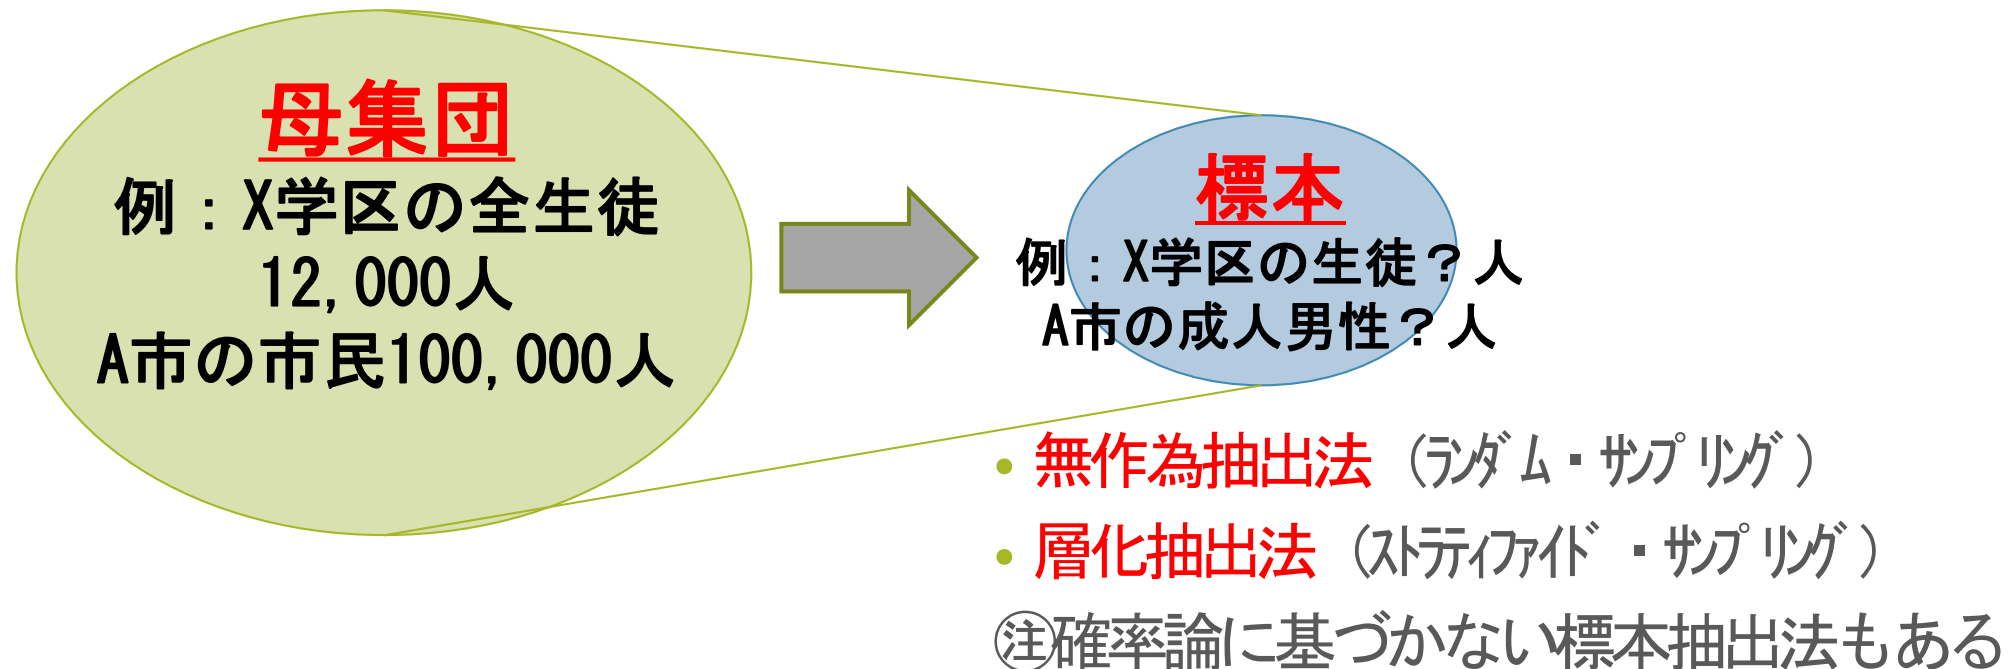 母集団
例：X学区の全生徒
12,000人
A市の市民100,000人
標本
例：X学区の生徒？人
A市の成人男性？人
• 無作為抽出法（ﾗﾝﾀﾞﾑ・ｻﾝﾌﾟﾘﾝｸﾞ）
• 層化抽出法（ｽﾄﾗﾃｨﾌｧｲﾄﾞ・ｻﾝﾌﾟﾘﾝｸﾞ）
㊟確率論に基づかない標本抽出法もある